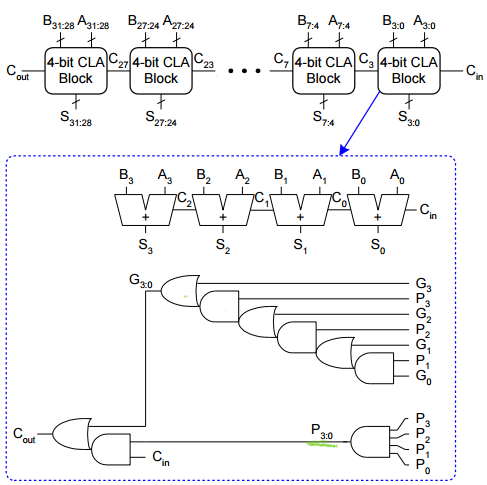 B31:28 A31:28 B27:24 A27:24 B7:4 A7:4 B3:0 A3:0
Cout 4-bit CLA Block C27 4-bit CLA Block C23 C7 4-bit CLA Block C3 4-bit CLA Block Cin
S31:28 S27:24 S7:4 S3:0
B3 A3 B2 A2 B1 A1 B0 A0
+ C2 + C1 + C0 + Cin
S3 S2 S1 S0
G3:0
G3
P3
G2
P2
G1
P1
G0
Cout P3:0
Cin
P3
P2
P1
P0